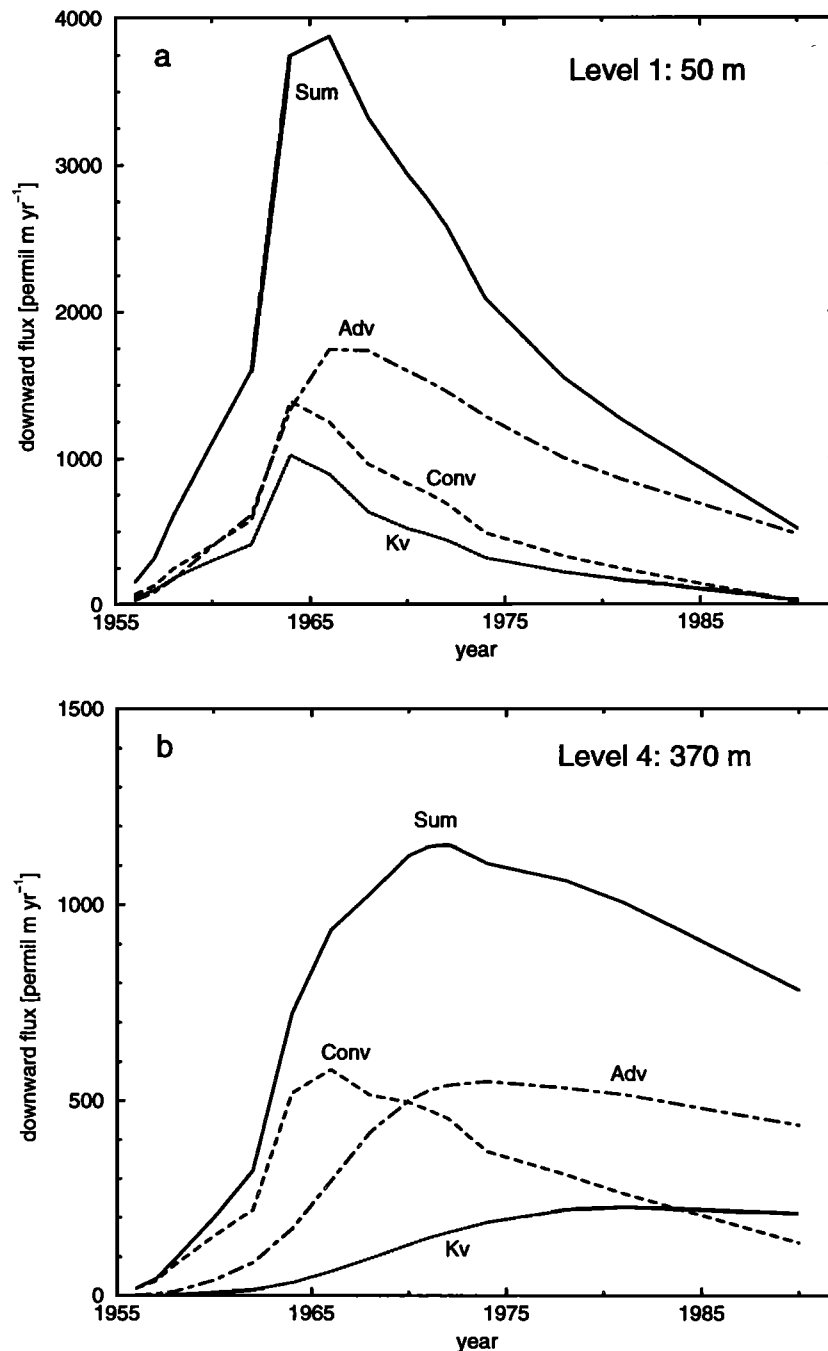 4000
a
Level 1: 50 m
Sum
3000
downward flux [permil m yr⁻¹]
2000
Adv
1000
Conv
Kv
0
1955 1965 1975 1985
year
1500
b
Level 4: 370 m
Sum
1000
downward flux [permil m yr⁻¹]
Conv
Adv
500
Kv
0
1955 1965 1975 1985
year